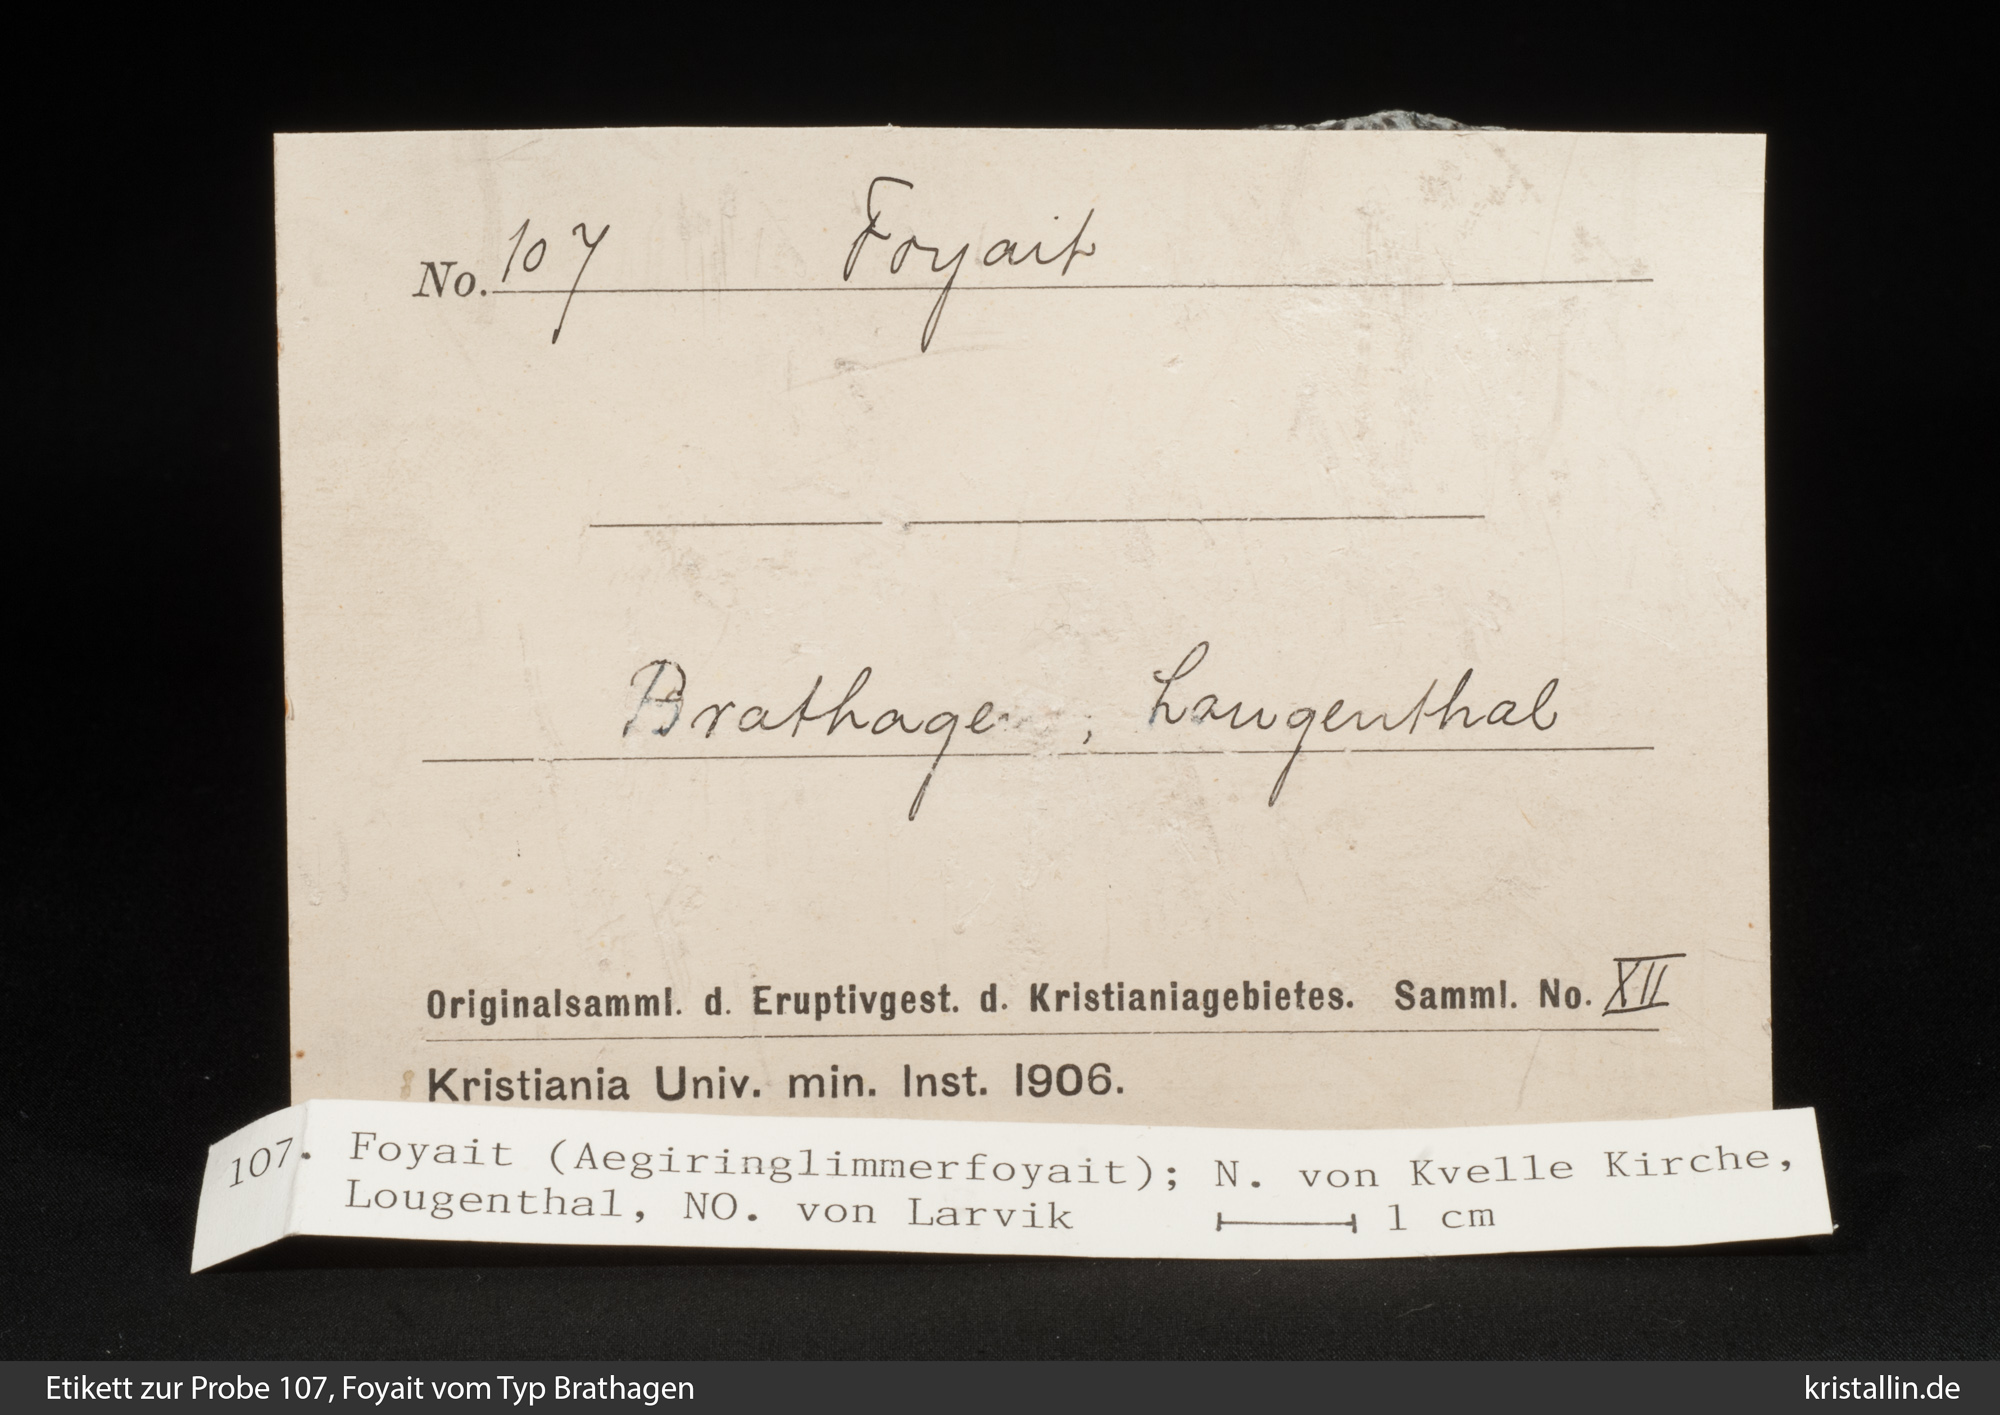 No. 107 Foyait
Brathagen, Lougenthal
Originalsamml. d. Eruptivgest. d. Kristianiagebietes. Samml. No. XII
Kristiania Univ. min. Inst. 1906.
107. Foyait (Aegiringlimmerfoyait); N. von Kvelle Kirche,
Lougenthal, NO. von Larvik 1 cm
Etikett zur Probe 107, Foyait vom Typ Brathagen
kristallin.de